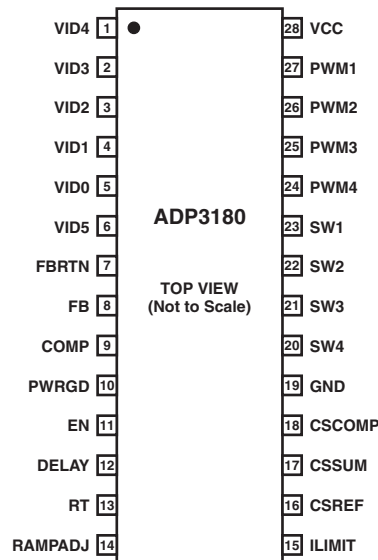 VID4 1 28 VCC
VID3 2 27 PWM1
VID2 3 26 PWM2
VID1 4 25 PWM3
VID0 5 24 PWM4
ADP3180
VID5 6 23 SW1
FBRTN 7 22 SW2
TOP VIEW
(Not to Scale)
FB 8 21 SW3
COMP 9 20 SW4
PWRGD 10 19 GND
EN 11 18 CSCOMP
DELAY 12 17 CSSUM
RT 13 16 CSREF
RAMPADJ 14 15 ILIMIT